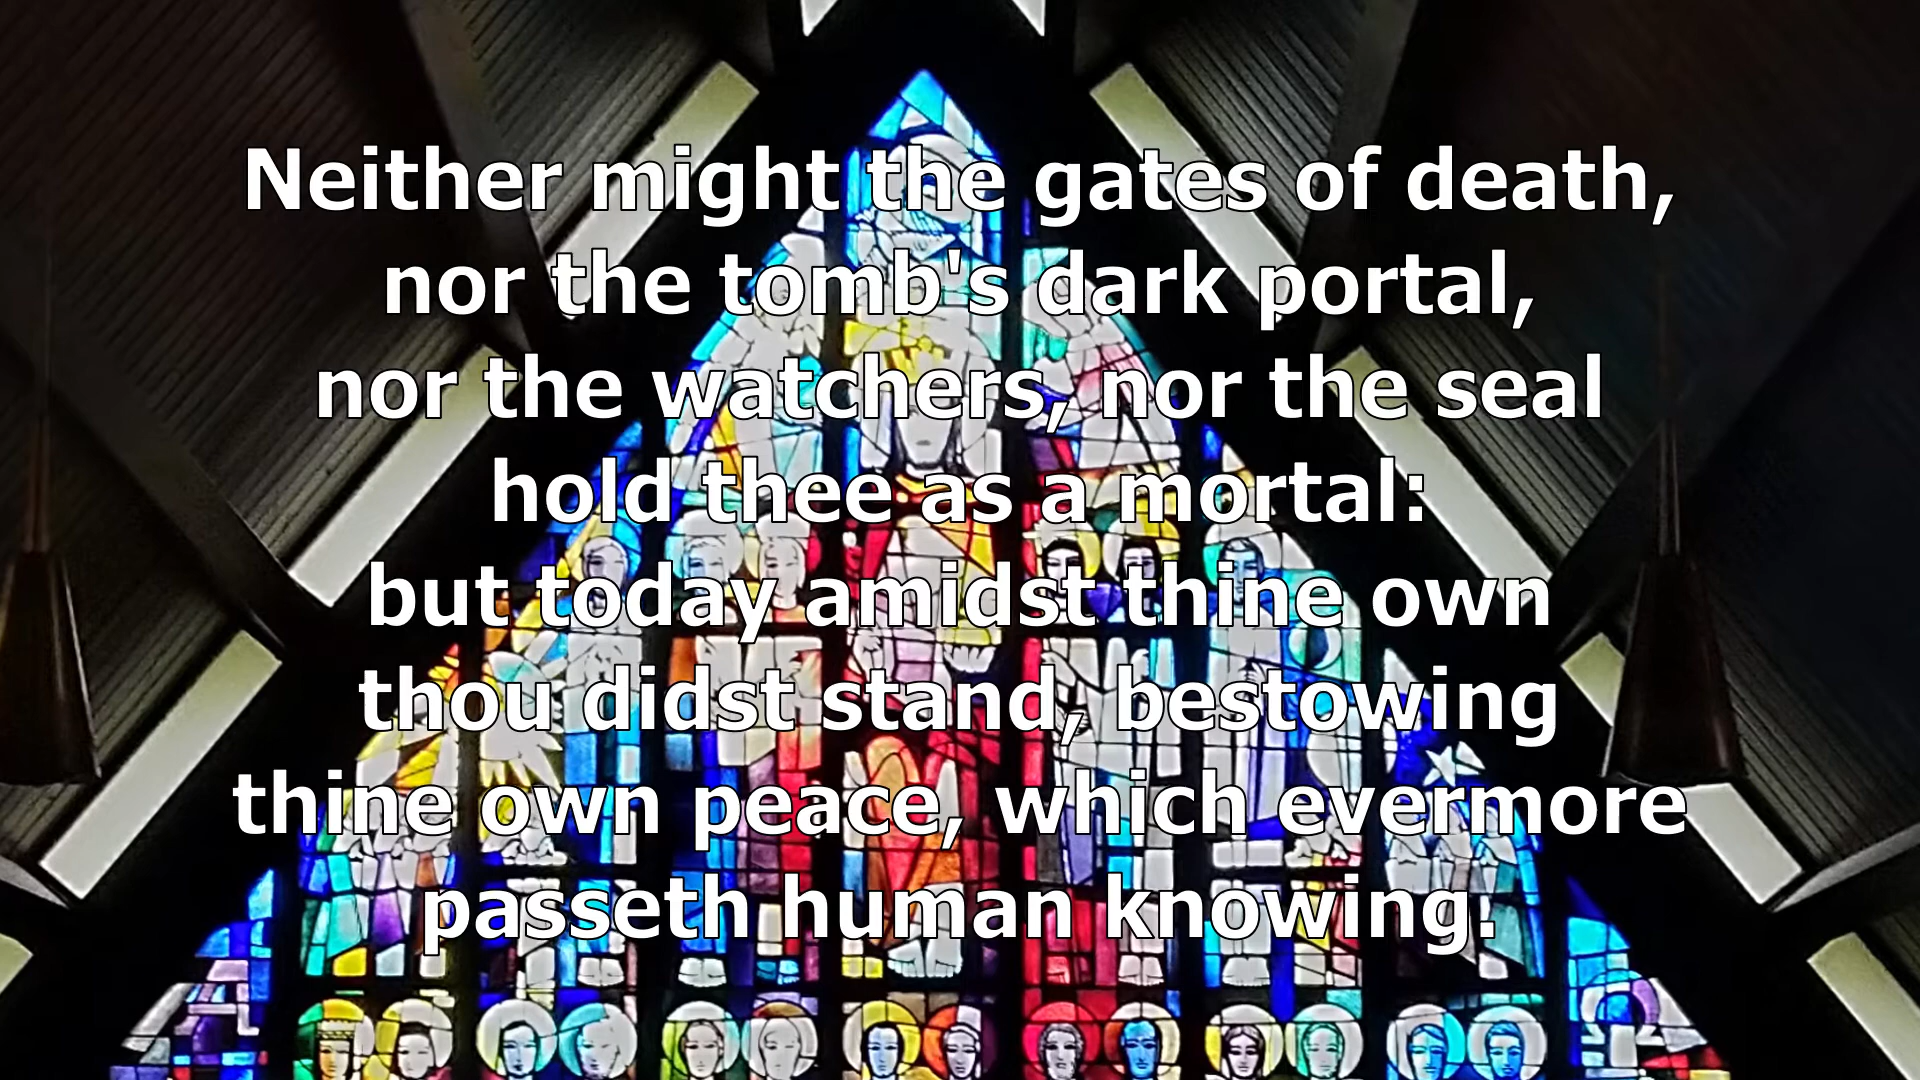 Neither might the gates of death,
nor the tomb's dark portal,
nor the watchers, nor the seal
hold thee as a mortal:
but today amidst thine own
thou didst stand, bestowing
thine own peace, which evermore
passeth human knowing.